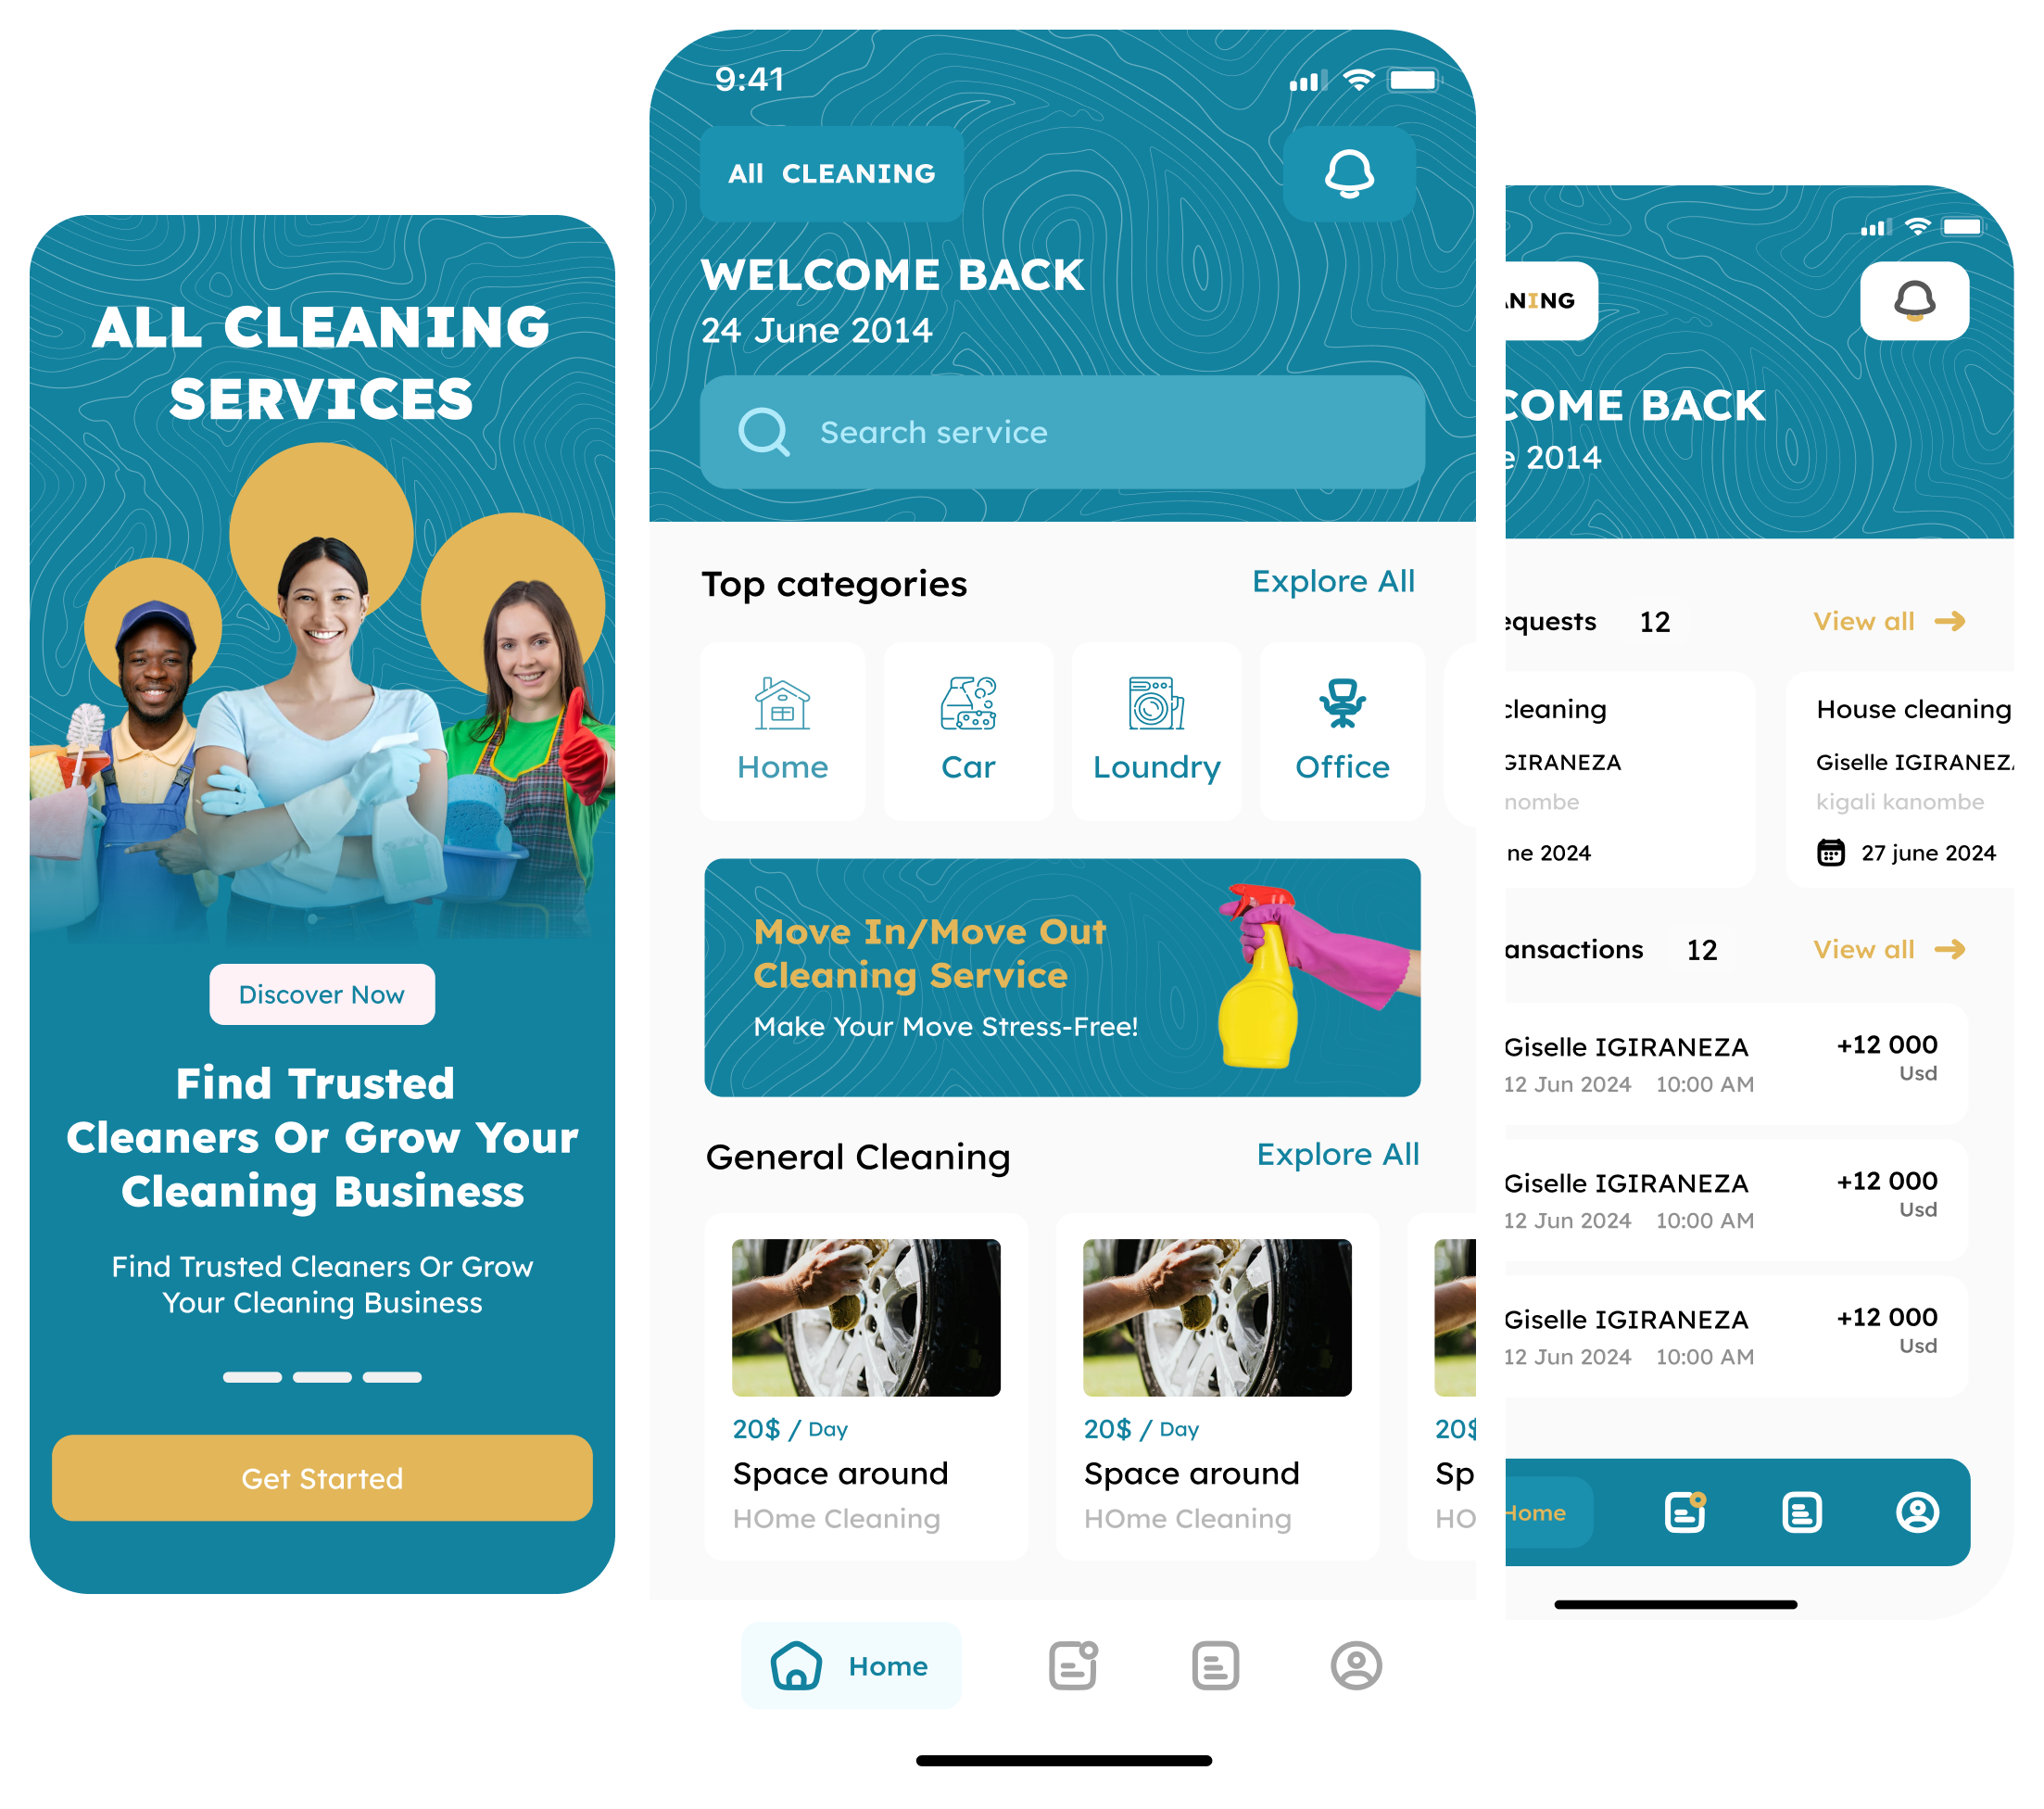 ALL CLEANING
SERVICES
Discover Now
Find Trusted
Cleaners Or Grow Your
Cleaning Business
Find Trusted Cleaners Or Grow
Your Cleaning Business
Get Started
9:41
All CLEANING
WELCOME BACK
24 June 2014
Search service
Top categories
Explore All
Home
Car
Loundry
Office
Move In/Move Out
Cleaning Service
Make Your Move Stress-Free!
General Cleaning
Explore All
20$ / Day
Space around
HOme Cleaning
20$ / Day
Space around
HOme Cleaning
20$
Sp
HO
Home
NING
COME BACK
e 2014
equests 12
View all
cleaning
GIRANEZA
nombe
ne 2024
House cleaning
Giselle IGIRANEZ
kigali kanombe
27 june 2024
ansactions 12
View all
Giselle IGIRANEZA
12 Jun 2024 10:00 AM
+12 000
Usd
Giselle IGIRANEZA
12 Jun 2024 10:00 AM
+12 000
Usd
Giselle IGIRANEZA
12 Jun 2024 10:00 AM
+12 000
Usd
Home